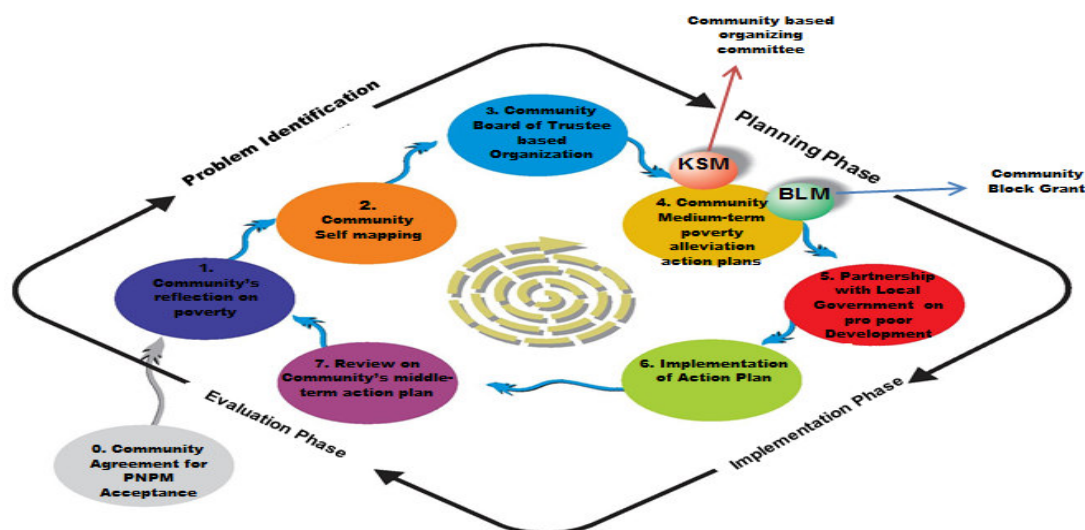 Community based
organizing
committee
Problem Identification
Planning Phase
3. Community
Board of Trustee
based
Organization
KSM
BLM
Community
Block Grant
2.
Community
Self mapping
4. Community
Medium-term
poverty
alleviation
action plans
1.
Community's
reflection on
poverty
5. Partnership
with Local
Government on
pro poor
Development
7. Review on
Community's middle-
term action plan
6. Implementation
of Action Plan
Evaluation Phase
Implementation Phase
0. Community
Agreement for
PNPM
Acceptance